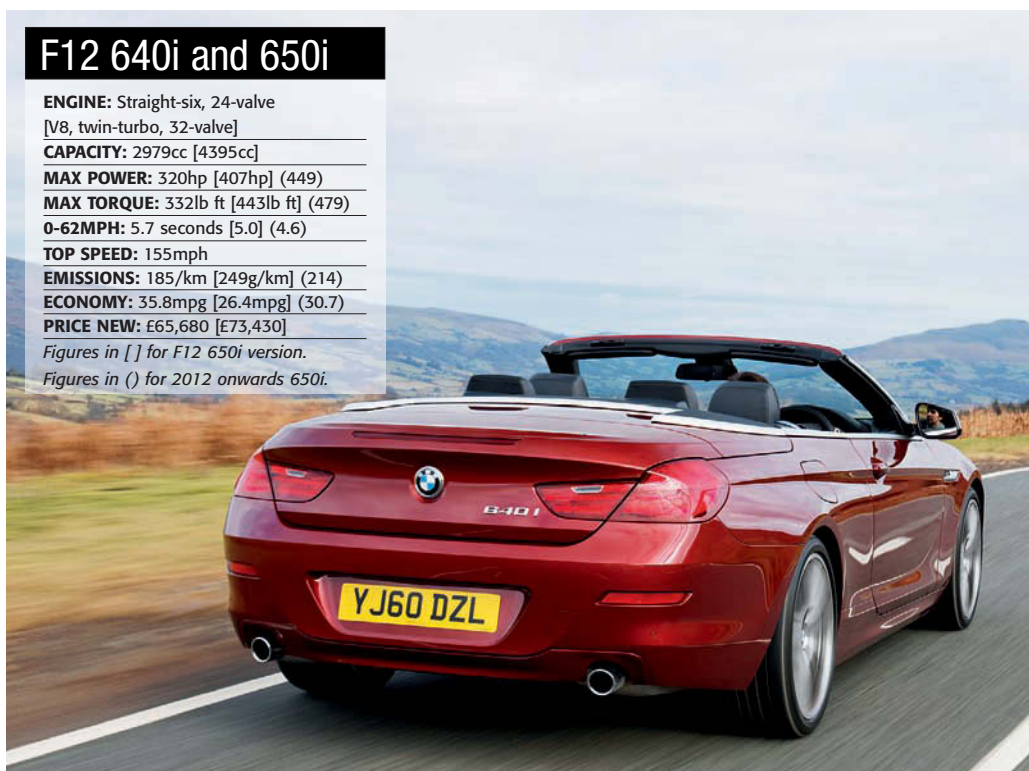 F12 640i and 650i
ENGINE: Straight-six, 24-valve
[V8, twin-turbo, 32-valve]
CAPACITY: 2979cc [4395cc]
MAX POWER: 320hp [407hp] (449)
MAX TORQUE: 332lb ft [443lb ft] (479)
0-62MPH: 5.7 seconds [5.0] (4.6)
TOP SPEED: 155mph
EMISSIONS: 185/km [249g/km] (214)
ECONOMY: 35.8mpg [26.4mpg] (30.7)
PRICE NEW: £65,680 [£73,430]
Figures in [ ] for F12 650i version.
Figures in () for 2012 onwards 650i.
640i
YJ60 DZL